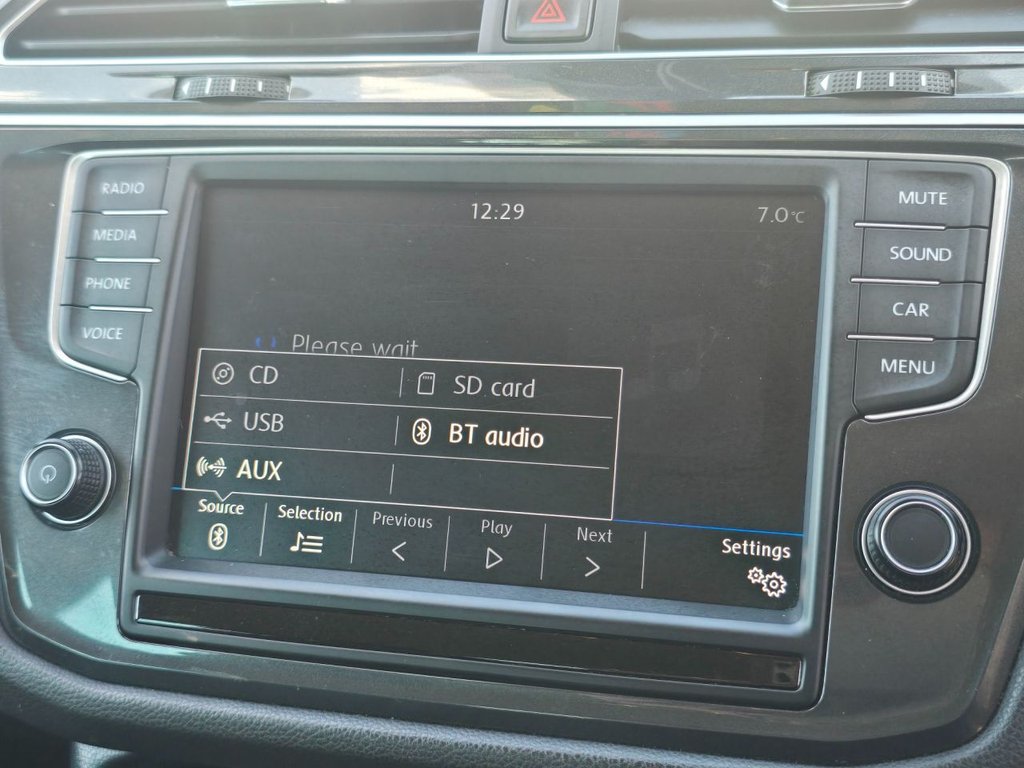 RADIO
MEDIA
PHONE
VOICE
12:29
7.0°C
Please wait
CD
SD card
USB
BT audio
AUX
Source
Selection
Previous
Play
Next
Settings
MUTE
SOUND
CAR
MENU